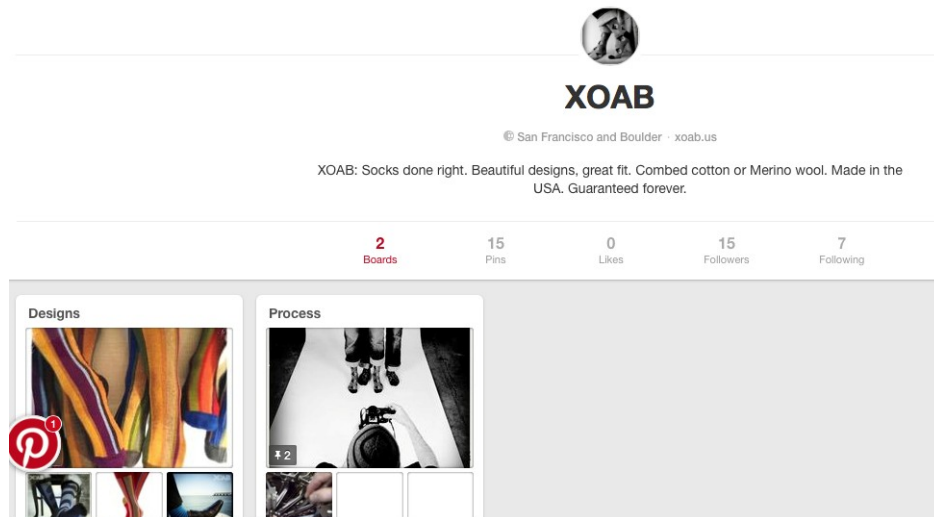 XOAB
© San Francisco and Boulder · xoab.us
XOAB: Socks done right. Beautiful designs, great fit. Combed cotton or Merino wool. Made in the
USA. Guaranteed forever.
2 15 0 15 7
Boards Pins Likes Followers Following
Designs Process
1
2